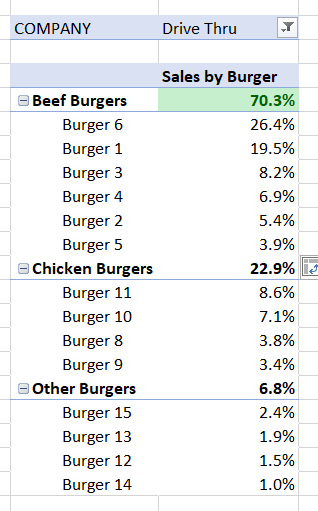 COMPANY Drive Thru
Sales by Burger
Beef Burgers 70.3%
Burger 6 26.4%
Burger 1 19.5%
Burger 3 8.2%
Burger 4 6.9%
Burger 2 5.4%
Burger 5 3.9%
Chicken Burgers 22.9%
Burger 11 8.6%
Burger 10 7.1%
Burger 8 3.8%
Burger 9 3.4%
Other Burgers 6.8%
Burger 15 2.4%
Burger 13 1.9%
Burger 12 1.5%
Burger 14 1.0%